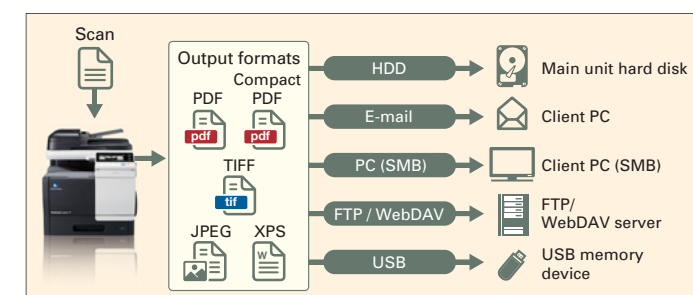 Scan
Output formats
Compact
PDF PDF
pdf pdf
TIFF
tif
JPEG XPS
W
HDD
Main unit hard disk
E-mail
Client PC
PC (SMB)
Client PC (SMB)
FTP / WebDAV
FTP/
WebDAV server
USB
USB memory
device